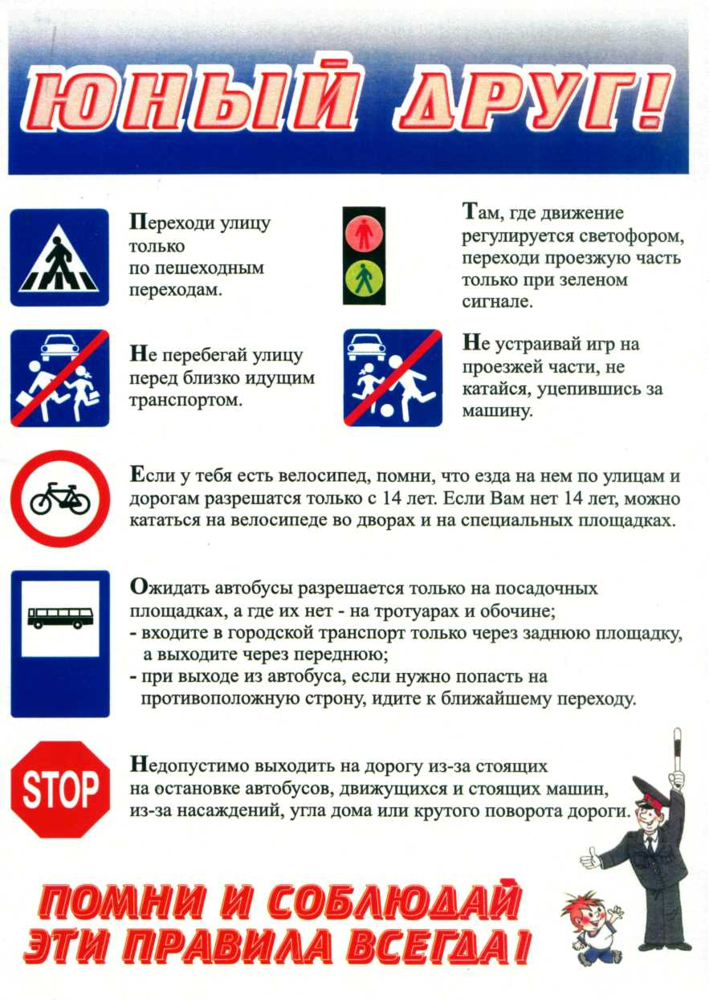 ЮНЫЙ ДРУГ!
Переходи улицу
только
по пешеходным
переходам.
Там, где движение
регулируется светофором,
переходи проезжую часть
только при зеленом
сигнале.
Не перебегай улицу
перед близко идущим
транспортом.
Не устраивай игр на
проезжей части, не
катайся, уцепившись за
машину.
Если у тебя есть велосипед, помни, что езда на нем по улицам и
дорогам разрешатся только с 14 лет. Если Вам нет 14 лет, можно
кататься на велосипеде во дворах и на специальных площадках.
Ожидать автобусы разрешается только на посадочных
площадках, а где их нет - на тротуарах и обочине;
- входите в городской транспорт только через заднюю площадку,
а выходите через переднюю;
- при выходе из автобуса, если нужно попасть на
противоположную строну, идите к ближайшему переходу.
STOP
Недопустимо выходить на дорогу из-за стоящих
на остановке автобусов, движущихся и стоящих машин,
из-за насаждений, угла дома или крутого поворота дороги.
ПОМНИ И СОБЛЮДАЙ
ЭТИ ПРАВИЛА ВСЕГДА!